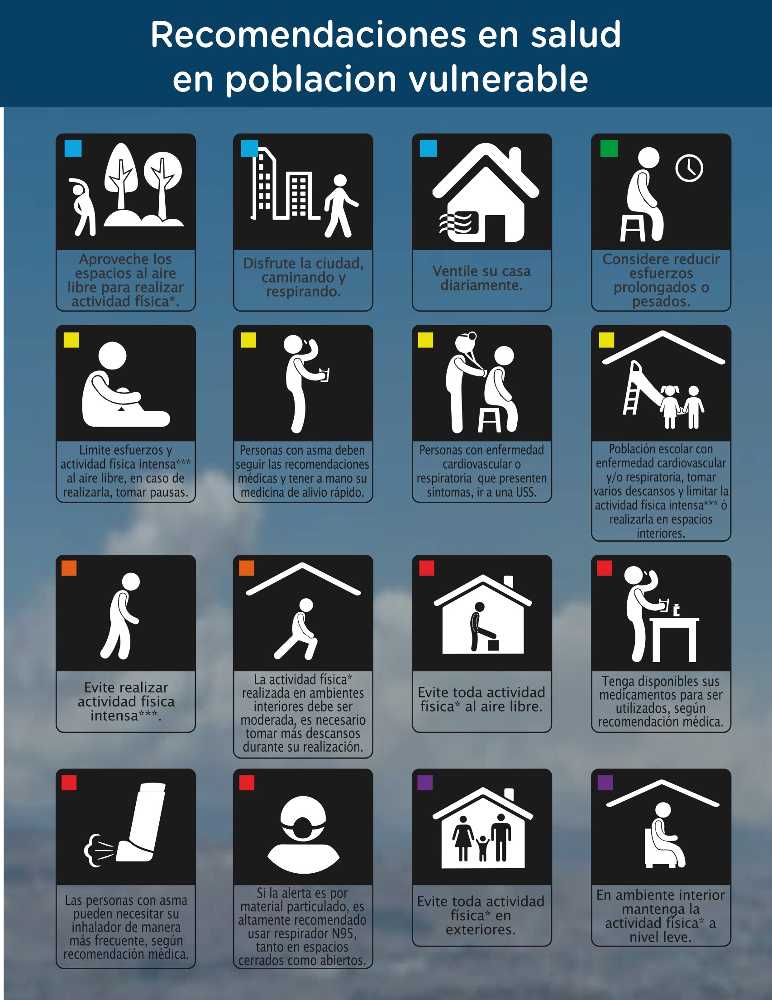 Recomendaciones en salud
en poblacion vulnerable
Aproveche los
espacios al aire
libre para realizar
actividad física*.
Disfrute la ciudad,
caminando y
respirando.
Ventile su casa
diariamente.
Considere reducir
esfuerzos
prolongados o
pesados.
Limite esfuerzos y
actividad física intensa***
al aire libre, en caso de
realizarla, tomar pausas.
Personas con asma deben
seguir las recomendaciones
médicas y tener a mano su
medicina de alivio rápido.
Personas con enfermedad
cardiovascular o
respiratoria que presenten
síntomas, ir a una USS.
Población escolar con
enfermedad cardiovascular
y/o respiratoria, tomar
varios descansos y limitar la
actividad física intensa*** ó
realizarla en espacios
interiores.
Evite realizar
actividad física
intensa***.
La actividad física*
realizada en ambientes
interiores debe ser
moderada, es necesario
tomar más descansos
durante su realización.
Evite toda actividad
física* al aire libre.
Tenga disponibles sus
medicamentos para ser
utilizados, según
recomendación médica.
Las personas con asma
pueden necesitar su
inhalador de manera
más frecuente, según
recomendación médica.
Si la alerta es por
material particulado, es
altamente recomendado
usar respirador N95,
tanto en espacios
cerrados como abiertos.
Evite toda actividad
física* en
exteriores.
En ambiente interior
mantenga la
actividad física* a
nivel leve.